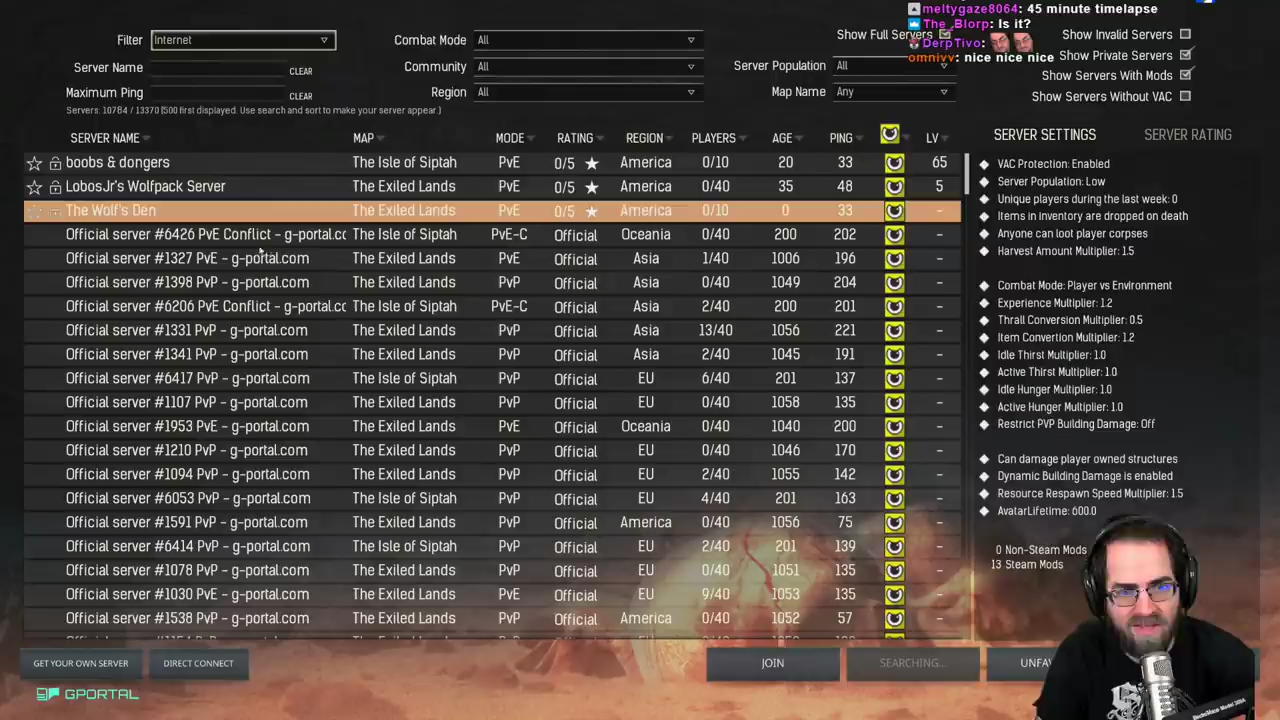 meltygaze8064: 45 minute timelapse
The_Blorp: Is it?
DerpTivo:
omnivv: nice nice nice
Filter Internet Combat Mode All Show Full Servers Show Invalid Servers
Server Name CLEAR Community All Server Population All Show Private Servers
Show Servers With Mods
Maximum Ping CLEAR Region All Map Name Any Show Servers Without VAC
Servers: 10784 / 13370 (500 first displayed. Use search and sort to make your server appear.)
SERVER NAME MAP MODE RATING REGION PLAYERS AGE PING LV
boobs & dongers The Isle of Siptah PvE 0/5 America 0/10 20 33 65
LobosJr's Wolfpack Server The Exiled Lands PvE 0/5 America 0/40 35 48 5
The Wolf's Den The Exiled Lands PvE 0/5 America 0/10 0 33 -
Official server #6426 PvE Conflict - g-portal.co The Isle of Siptah PvE-C Official Oceania 0/40 200 202 -
Official server #1327 PvE - g-portal.com The Exiled Lands PvE Official Asia 1/40 1006 196 -
Official server #1396 PvE - g-portal.com The Exiled Lands PvE Official Asia 0/40 1049 204 -
Official server #6206 PvE Conflict - g-portal.co The Isle of Siptah PvE-C Official Asia 2/40 200 201 -
Official server #1331 PvP - g-portal.com The Exiled Lands PvP Official Asia 13/40 1056 221 -
Official server #1341 PvP - g-portal.com The Exiled Lands PvP Official Asia 2/40 1045 191 -
Official server #6417 PvP - g-portal.com The Isle of Siptah PvP Official EU 6/40 201 137 -
Official server #1107 PvP - g-portal.com The Exiled Lands PvP Official EU 0/40 1058 135 -
Official server #1953 PvP - g-portal.com The Exiled Lands PvP Official Oceania 0/40 1040 200 -
Official server #1210 PvP - g-portal.com The Exiled Lands PvP Official EU 0/40 1046 170 -
Official server #1094 PvP - g-portal.com The Exiled Lands PvP Official EU 2/40 1055 142 -
Official server #6053 PvP - g-portal.com The Isle of Siptah PvP Official EU 4/40 201 163 -
Official server #1591 PvP - g-portal.com The Exiled Lands PvP Official America 0/40 1056 75 -
Official server #6414 PvP - g-portal.com The Isle of Siptah PvP Official EU 2/40 201 139 -
Official server #1078 PvP - g-portal.com The Exiled Lands PvP Official EU 0/40 1051 135 -
Official server #1030 PvE - g-portal.com The Exiled Lands PvE Official EU 9/40 1053 135 -
Official server #1538 PvP - g-portal.com The Exiled Lands PvP Official America 0/40 1052 57 -
GET YOUR OWN SERVER DIRECT CONNECT JOIN SEARCHING... UNFA
GPORTAL
SERVER SETTINGS SERVER RATING
VAC Protection: Enabled
Server Population: Low
Unique players during the last week: 0
Items in inventory are dropped on death
Anyone can loot player corpses
Harvest Amount Multiplier: 1.5
Combat Mode: Player vs Environment
Experience Multiplier: 1.2
Thrall Conversion Multiplier: 0.5
Item Convertion Multiplier: 1.2
Idle Thirst Multiplier: 1.0
Active Thirst Multiplier: 1.0
Idle Hunger Multiplier: 1.0
Active Hunger Multiplier: 1.0
Restrict PVP Building Damage: Off
Can damage player owned structures
Dynamic Building Damage is enabled
Resource Respawn Speed Multiplier: 1.5
AvatarLifetime: 600.0
0 Non-Steam Mods
13 Steam Mods